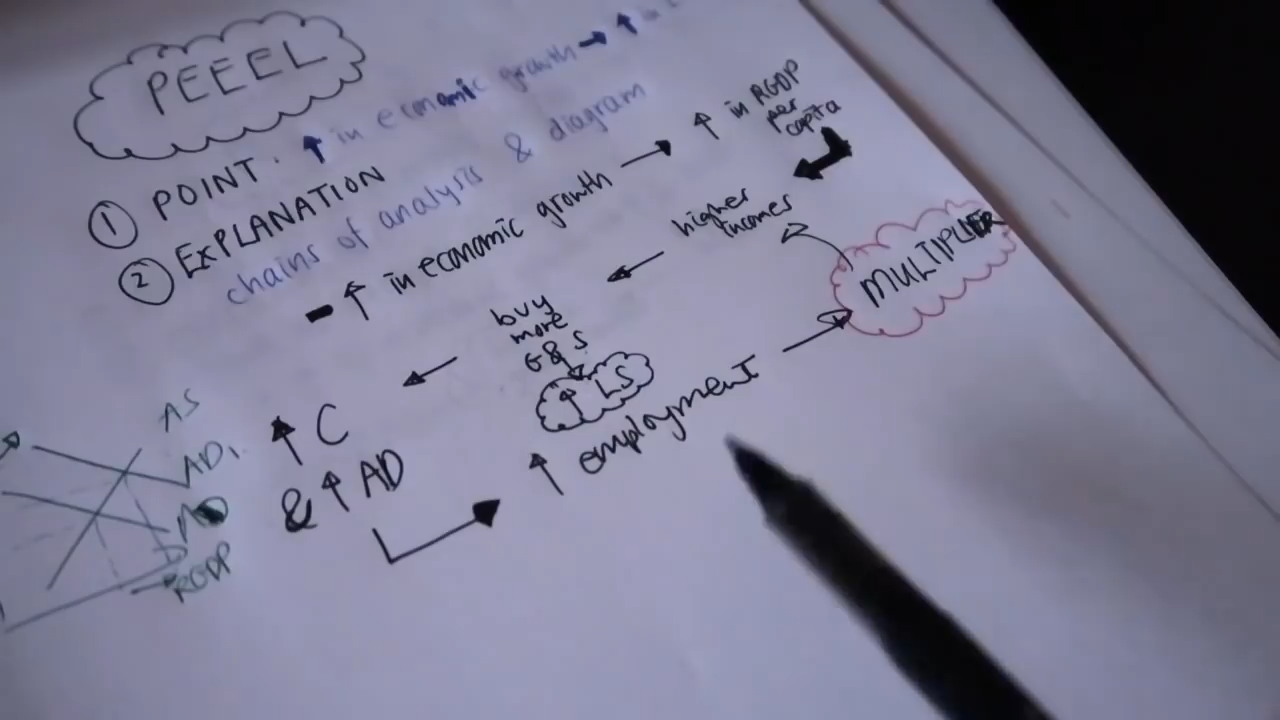 PEEEL
① POINT. ↑ in economic growth → ↑
② EXPLANATION
chains of analysis & diagram
- ↑ in economic growth → ↑ in RGDP
per
capita
higher
incomes
MULTIPLIER
buy
more
G&S
↑ LS
↑ C
& ↑ AD
↑ employment
AS
AD₁
AD
RGDP